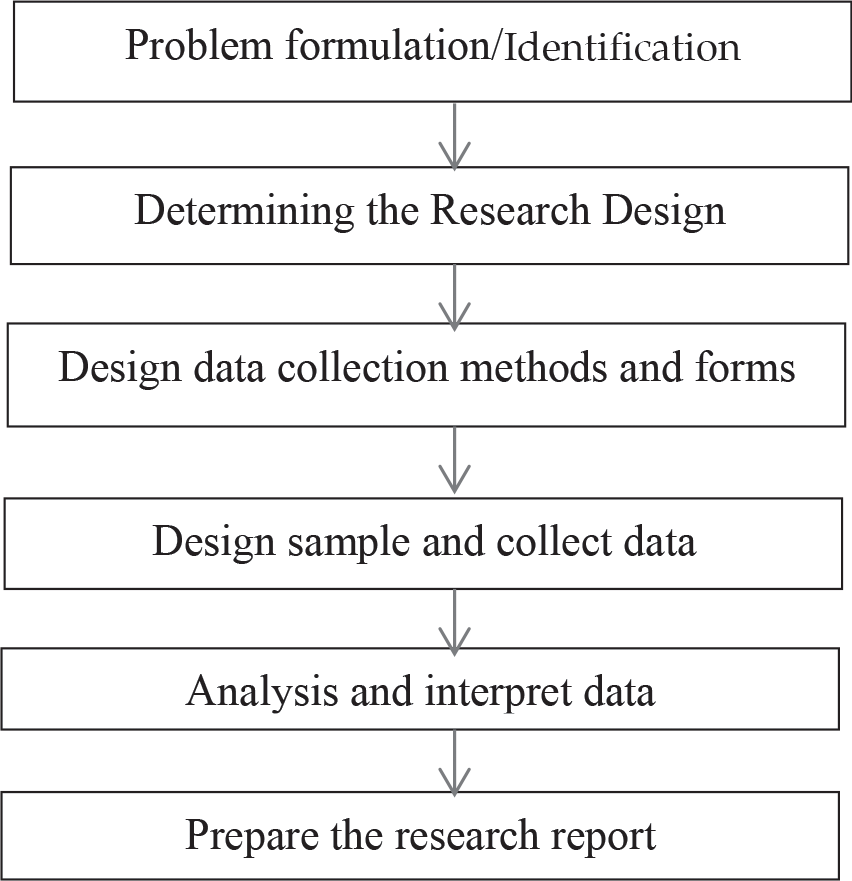 Problem formulation/Identification
Determining the Research Design
Design data collection methods and forms
Design sample and collect data
Analysis and interpret data
Prepare the research report